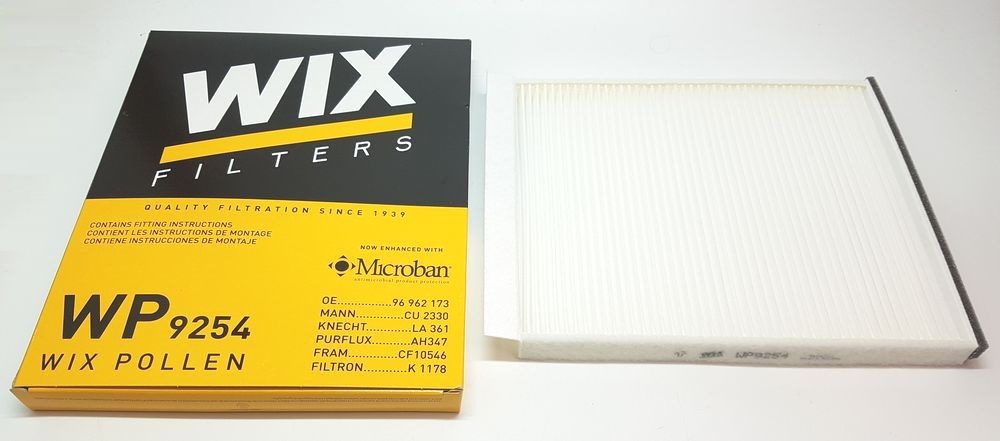 WIX
FILTERS
QUALITY FILTRATION SINCE 1939
CONTAINS FITTING INSTRUCTIONS
CONTIENT LES INSTRUCTIONS DE MONTAGE
CONTIENE INSTRUCCIONES DE MONTAJE
NOW ENHANCED WITH
Microban
antimicrobial product protection
WP9254
WIX POLLEN
OE................96 962 173
MANN..............CU 2330
KNECHT............LA 361
PURFLUX...........AH347
FRAM..............CF10546
FILTRON...........K 1178
WIX WP9254